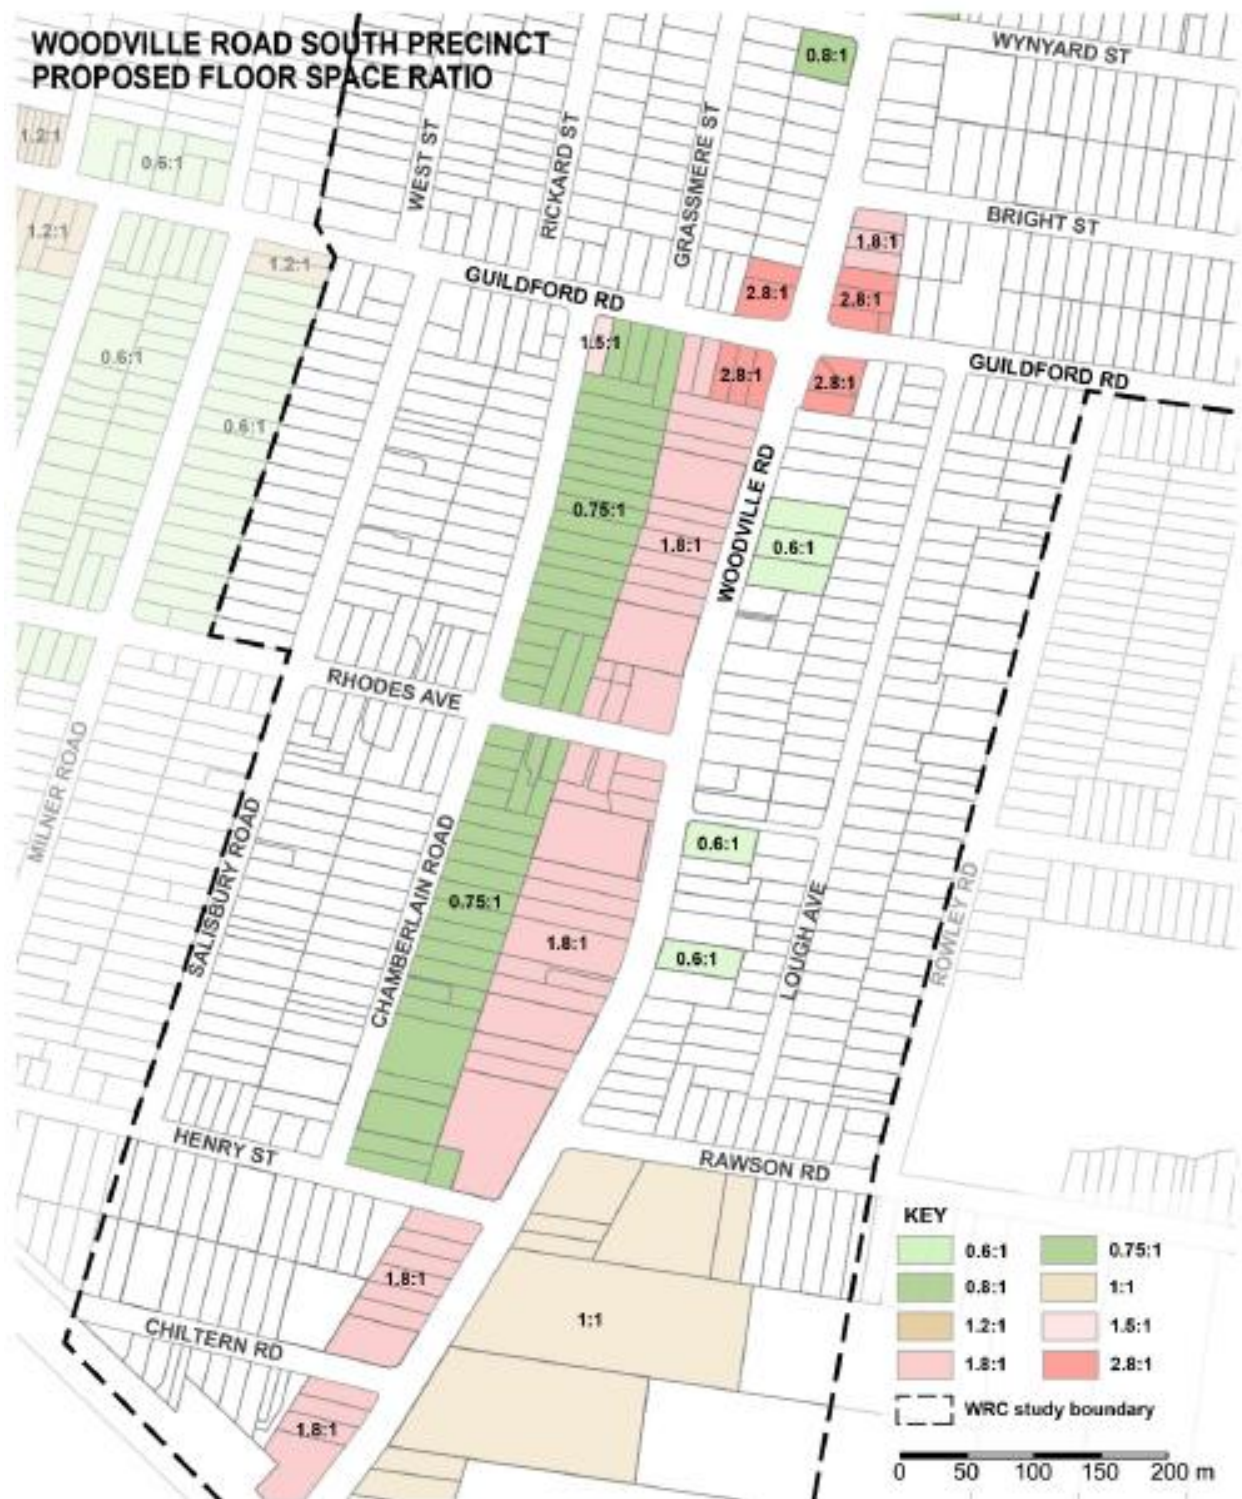 WOODVILLE ROAD SOUTH PRECINCT
PROPOSED FLOOR SPACE RATIO
WYNYARD ST
0.8:1
1.2:1
0.6:1
WEST ST
RICKARD ST
GRASSMERE ST
BRIGHT ST
1.2:1
1.2:1
1.8:1
GUILDFORD RD
2.8:1
2.8:1
1.5:1
0.6:1
2.8:1
2.8:1
GUILDFORD RD
0.6:1
WOODVILLE RD
0.75:1
1.8:1
0.6:1
RHODES AVE
MILNER ROAD
SALISBURY ROAD
CHAMBERLAIN ROAD
0.6:1
0.75:1
1.8:1
LOUGH AVE
ROWLEY RD
0.6:1
HENRY ST
RAWSON RD
KEY
0.6:1
0.75:1
0.8:1
1:1
1.2:1
1.5:1
1.8:1
2.8:1
WRC study boundary
0 50 100 150 200 m
1.8:1
1:1
CHILTERN RD
1.8:1